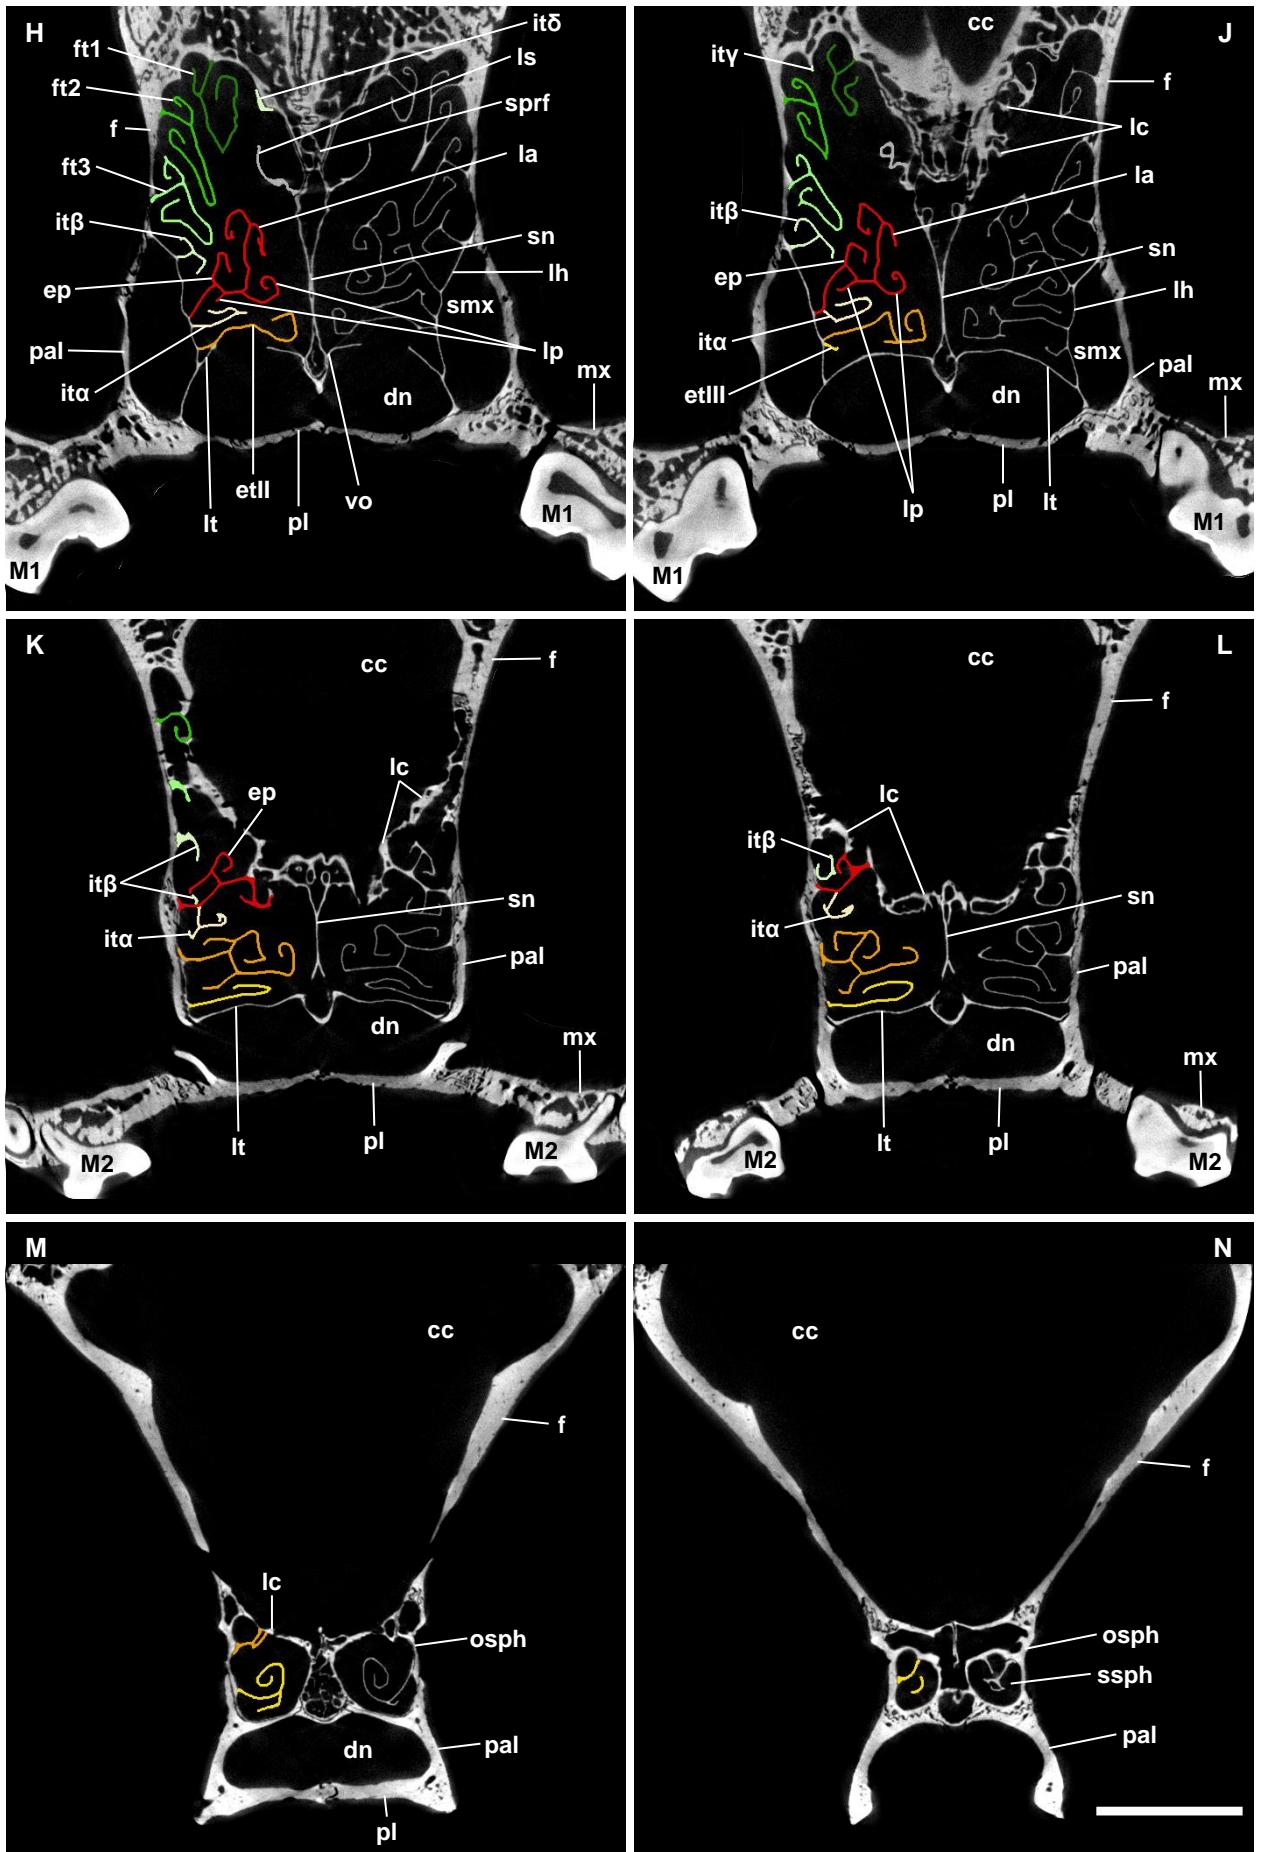 H
ft1
ft2
f
ft3
itβ
ep
pal
itα
itδ
ls
sprf
la
sn
lh
smx
lp
mx
dn
etII
vo
lt
pl
M1
M1
J
cc
itγ
f
lc
la
itβ
sn
ep
lh
itα
smx
pal
etIII
dn
mx
lp
pl
lt
M1
M1
K
cc
f
lc
ep
itβ
sn
itα
pal
dn
mx
lt
pl
M2
M2
L
cc
f
lc
itβ
sn
itα
pal
dn
mx
lt
pl
M2
M2
M
cc
f
lc
osph
dn
pal
pl
N
cc
f
osph
ssph
pal